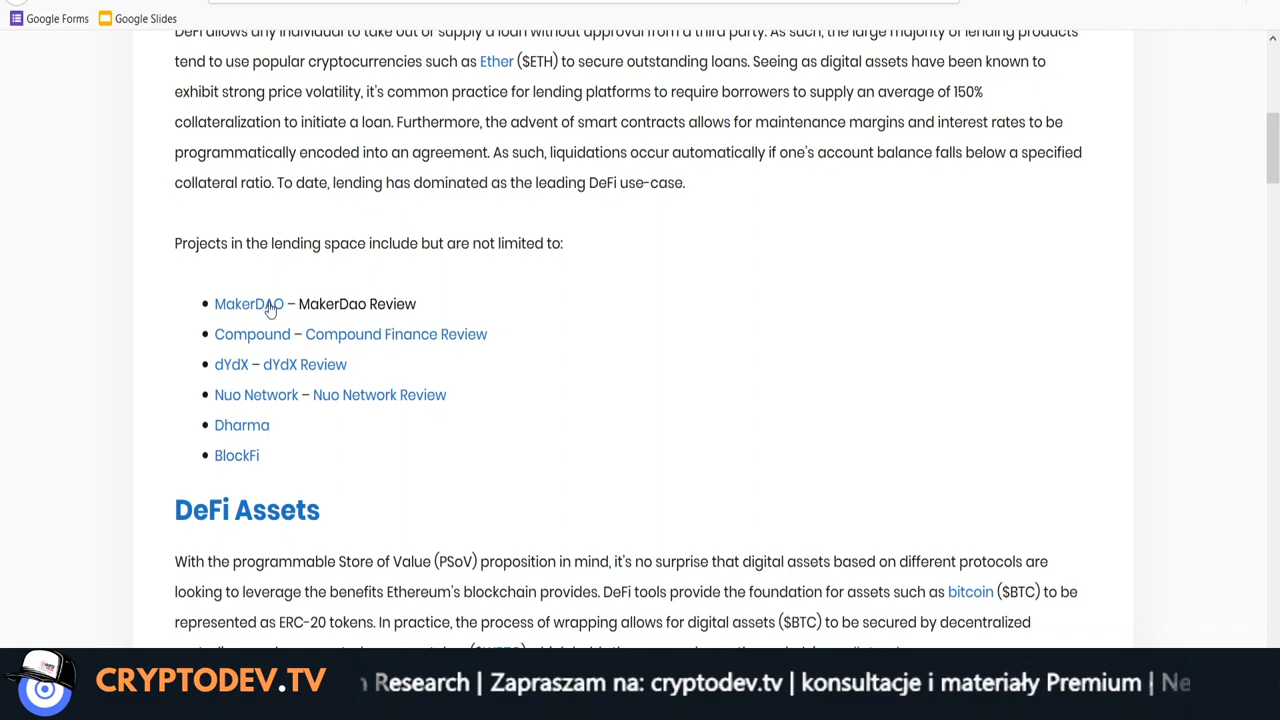 Google Forms Google Slides
DeFi allows any individual to take out or supply a loan without approval from a third party. As such, the large majority of lending products
tend to use popular cryptocurrencies such as Ether ($ETH) to secure outstanding loans. Seeing as digital assets have been known to
exhibit strong price volatility, it's common practice for lending platforms to require borrowers to supply an average of 150%
collateralization to initiate a loan. Furthermore, the advent of smart contracts allows for maintenance margins and interest rates to be
programmatically encoded into an agreement. As such, liquidations occur automatically if one's account balance falls below a specified
collateral ratio. To date, lending has dominated as the leading DeFi use-case.
Projects in the lending space include but are not limited to:
• MakerDAO – MakerDao Review
• Compound – Compound Finance Review
• dYdX – dYdX Review
• Nuo Network – Nuo Network Review
• Dharma
• BlockFi
DeFi Assets
With the programmable Store of Value (PSoV) proposition in mind, it's no surprise that digital assets based on different protocols are
looking to leverage the benefits Ethereum's blockchain provides. DeFi tools provide the foundation for assets such as bitcoin ($BTC) to be
represented as ERC-20 tokens. In practice, the process of wrapping allows for digital assets ($BTC) to be secured by decentralized
CRYPTODEV.TV
Research | Zapraszam na: cryptodev.tv | konsultacje i materiały Premium | Ne